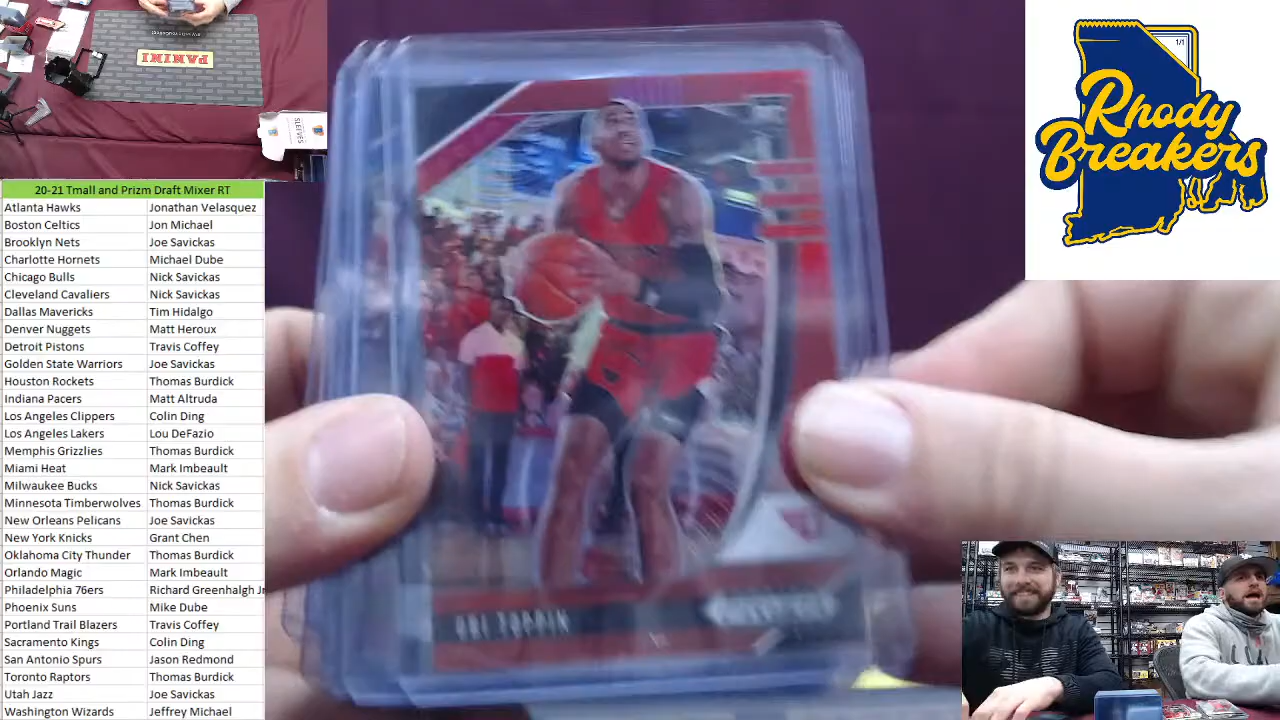 PANINI
SLEEVES
1/1
Rhody
Breakers
20-21 Tmall and Prizm Draft Mixer RT
Atlanta Hawks Jonathan Velasquez
Boston Celtics Jon Michael
Brooklyn Nets Joe Savickas
Charlotte Hornets Michael Dube
Chicago Bulls Nick Savickas
Cleveland Cavaliers Nick Savickas
Dallas Mavericks Tim Hidalgo
Denver Nuggets Matt Heroux
Detroit Pistons Travis Coffey
Golden State Warriors Joe Savickas
Houston Rockets Thomas Burdick
Indiana Pacers Matt Altruda
Los Angeles Clippers Colin Ding
Los Angeles Lakers Lou DeFazio
Memphis Grizzlies Thomas Burdick
Miami Heat Mark Imbeault
Milwaukee Bucks Nick Savickas
Minnesota Timberwolves Thomas Burdick
New Orleans Pelicans Joe Savickas
New York Knicks Grant Chen
Oklahoma City Thunder Thomas Burdick
Orlando Magic Mark Imbeault
Philadelphia 76ers Richard Greenhalgh Jr
Phoenix Suns Mike Dube
Portland Trail Blazers Travis Coffey
Sacramento Kings Colin Ding
San Antonio Spurs Jason Redmond
Toronto Raptors Thomas Burdick
Utah Jazz Joe Savickas
Washington Wizards Jeffrey Michael
OBI TOPPIN